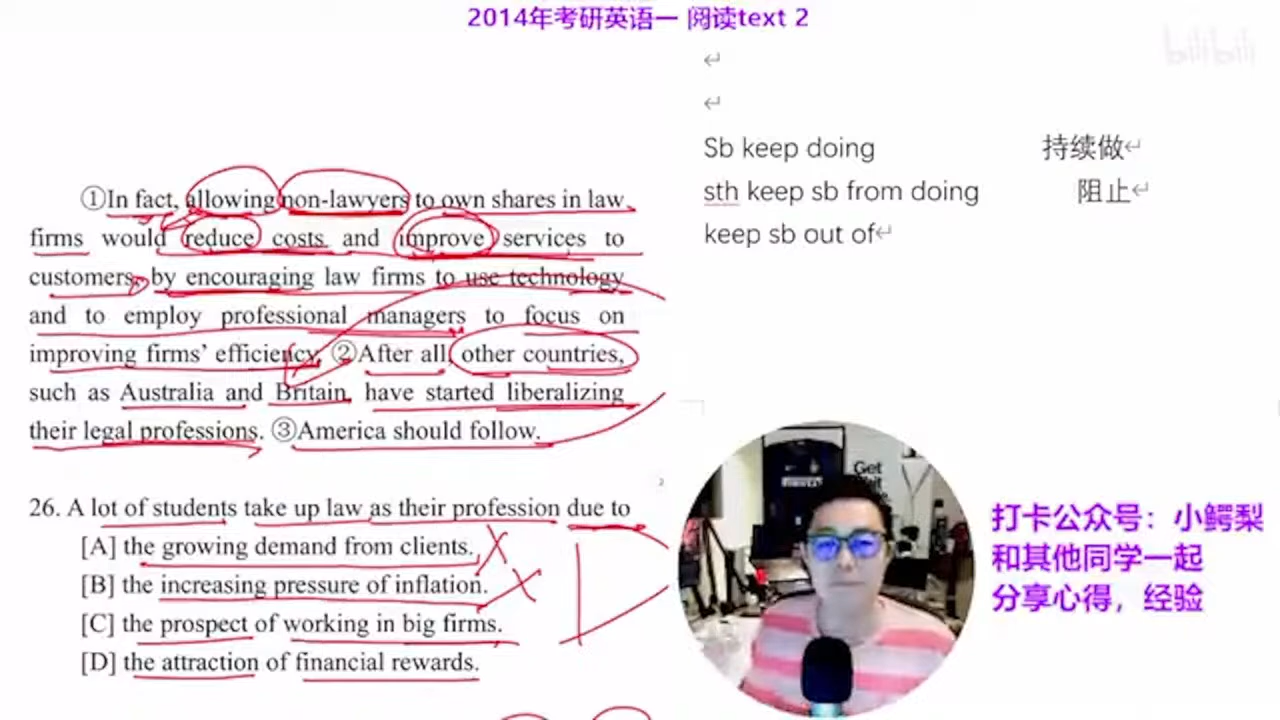 2014年考研英语一 阅读text 2
bilibili
①In fact, allowing non-lawyers to own shares in law
firms would reduce costs and improve services to
customers, by encouraging law firms to use technology
and to employ professional managers to focus on
improving firms' efficiency. ②After all, other countries,
such as Australia and Britain, have started liberalizing
their legal professions. ③America should follow.
26. A lot of students take up law as their profession due to
[A] the growing demand from clients.
[B] the increasing pressure of inflation.
[C] the prospect of working in big firms.
[D] the attraction of financial rewards.
Sb keep doing 持续做
sth keep sb from doing 阻止
keep sb out of
Get
打卡公众号：小鳄梨
和其他同学一起
分享心得，经验